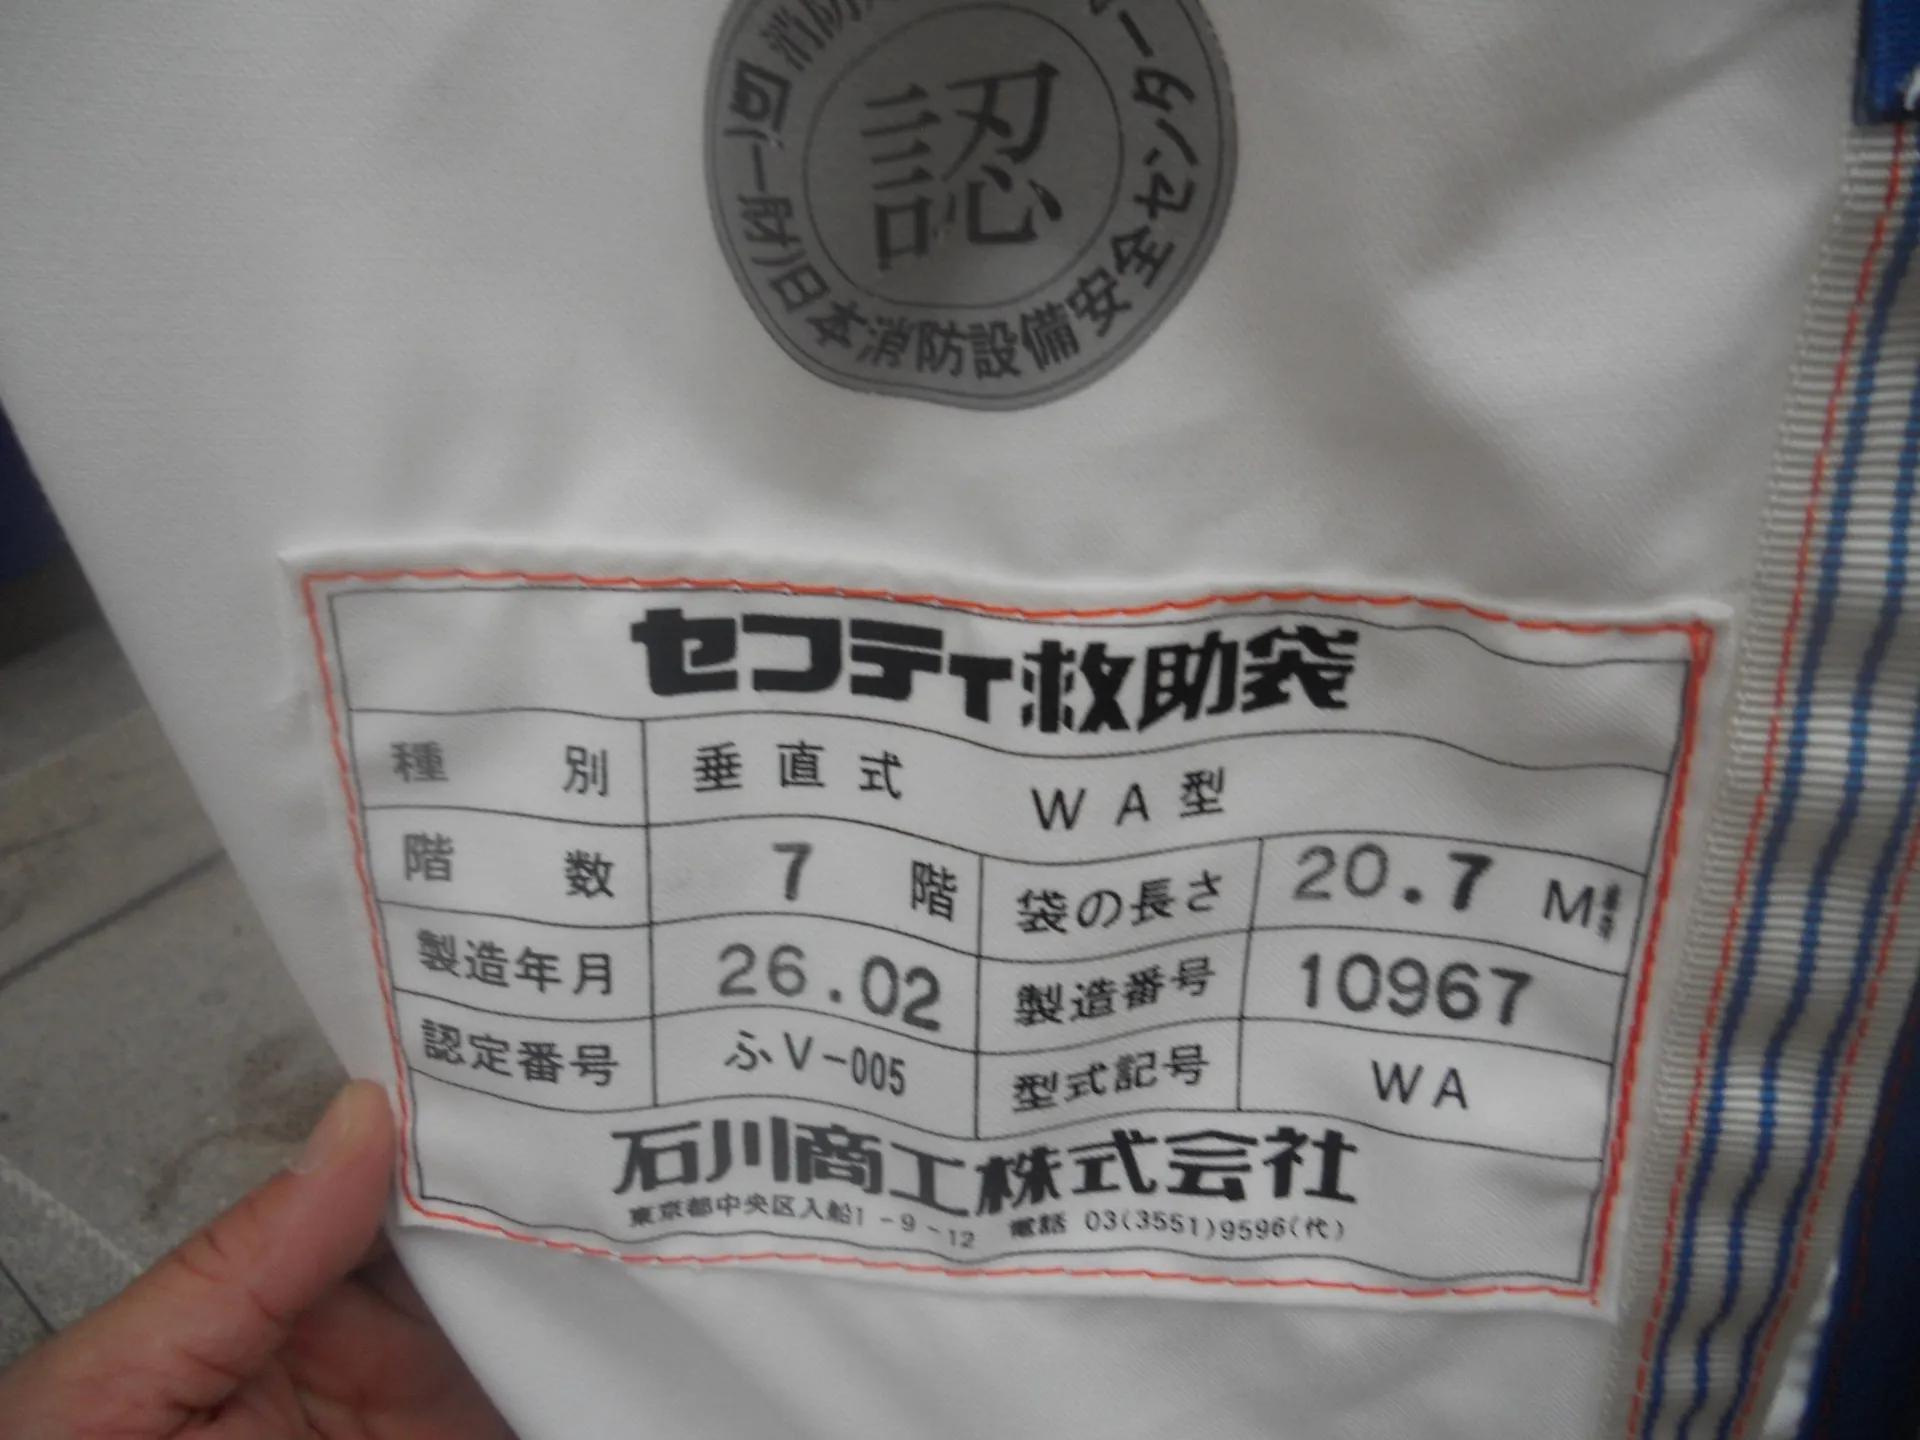 認
(一財)日本消防設備安全センター
セフティ救助袋
種別 垂直式 WA型
階数 7 階 袋の長さ 20.7 M
製造年月 26.02 製造番号 10967
認定番号 ふV-005 型式記号 WA
石川商工株式会社
東京都中央区入船1-9-12 電話 03(3551)9596(代)